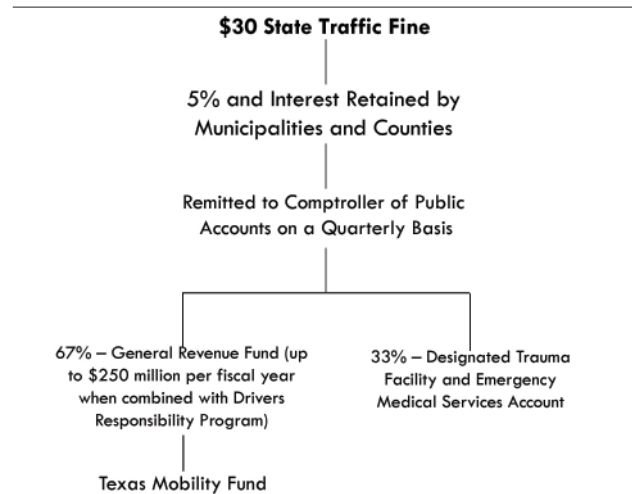 $30 State Traffic Fine
5% and Interest Retained by
Municipalities and Counties
Remitted to Comptroller of Public
Accounts on a Quarterly Basis
67% – General Revenue Fund (up
to $250 million per fiscal year
when combined with Drivers
Responsibility Program)
33% – Designated Trauma
Facility and Emergency
Medical Services Account
Texas Mobility Fund